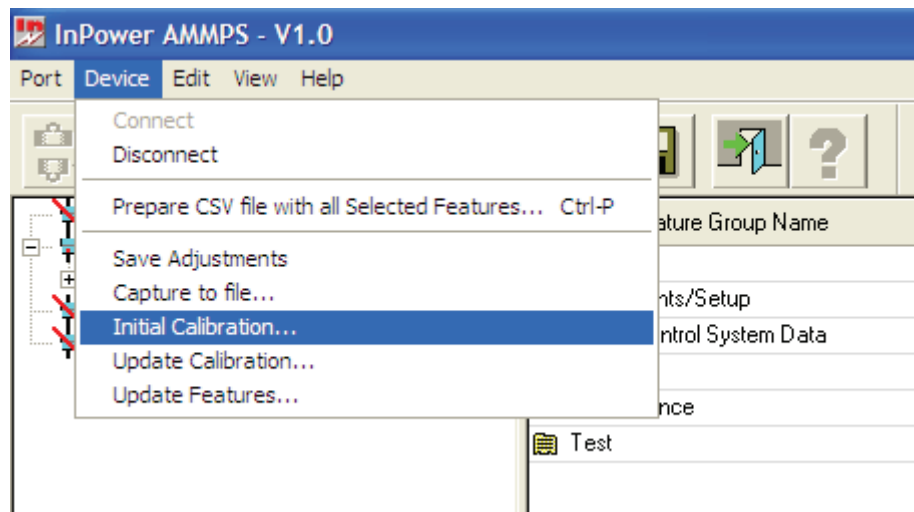 InPower AMMPS - V1.0
Port Device Edit View Help
Connect
Disconnect
Prepare CSV file with all Selected Features... Ctrl-P
ature Group Name
Save Adjustments
Capture to file...
nts/Setup
Initial Calibration...
ntrol System Data
Update Calibration...
Update Features...
nce
Test